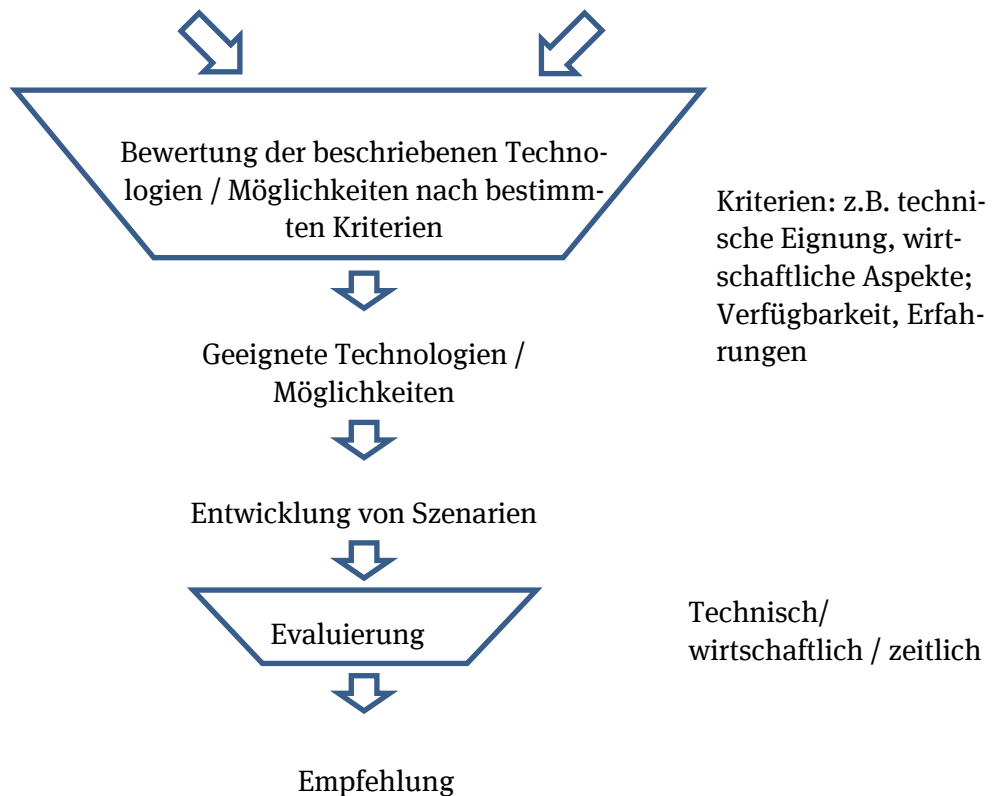 Bewertung der beschriebenen Techno-
logien / Möglichkeiten nach bestimm-
ten Kriterien
Kriterien: z.B. techni-
sche Eignung, wirt-
schaftliche Aspekte;
Verfügbarkeit, Erfah-
rungen
Geeignete Technologien /
Möglichkeiten
Entwicklung von Szenarien
Evaluierung
Technisch/
wirtschaftlich / zeitlich
Empfehlung